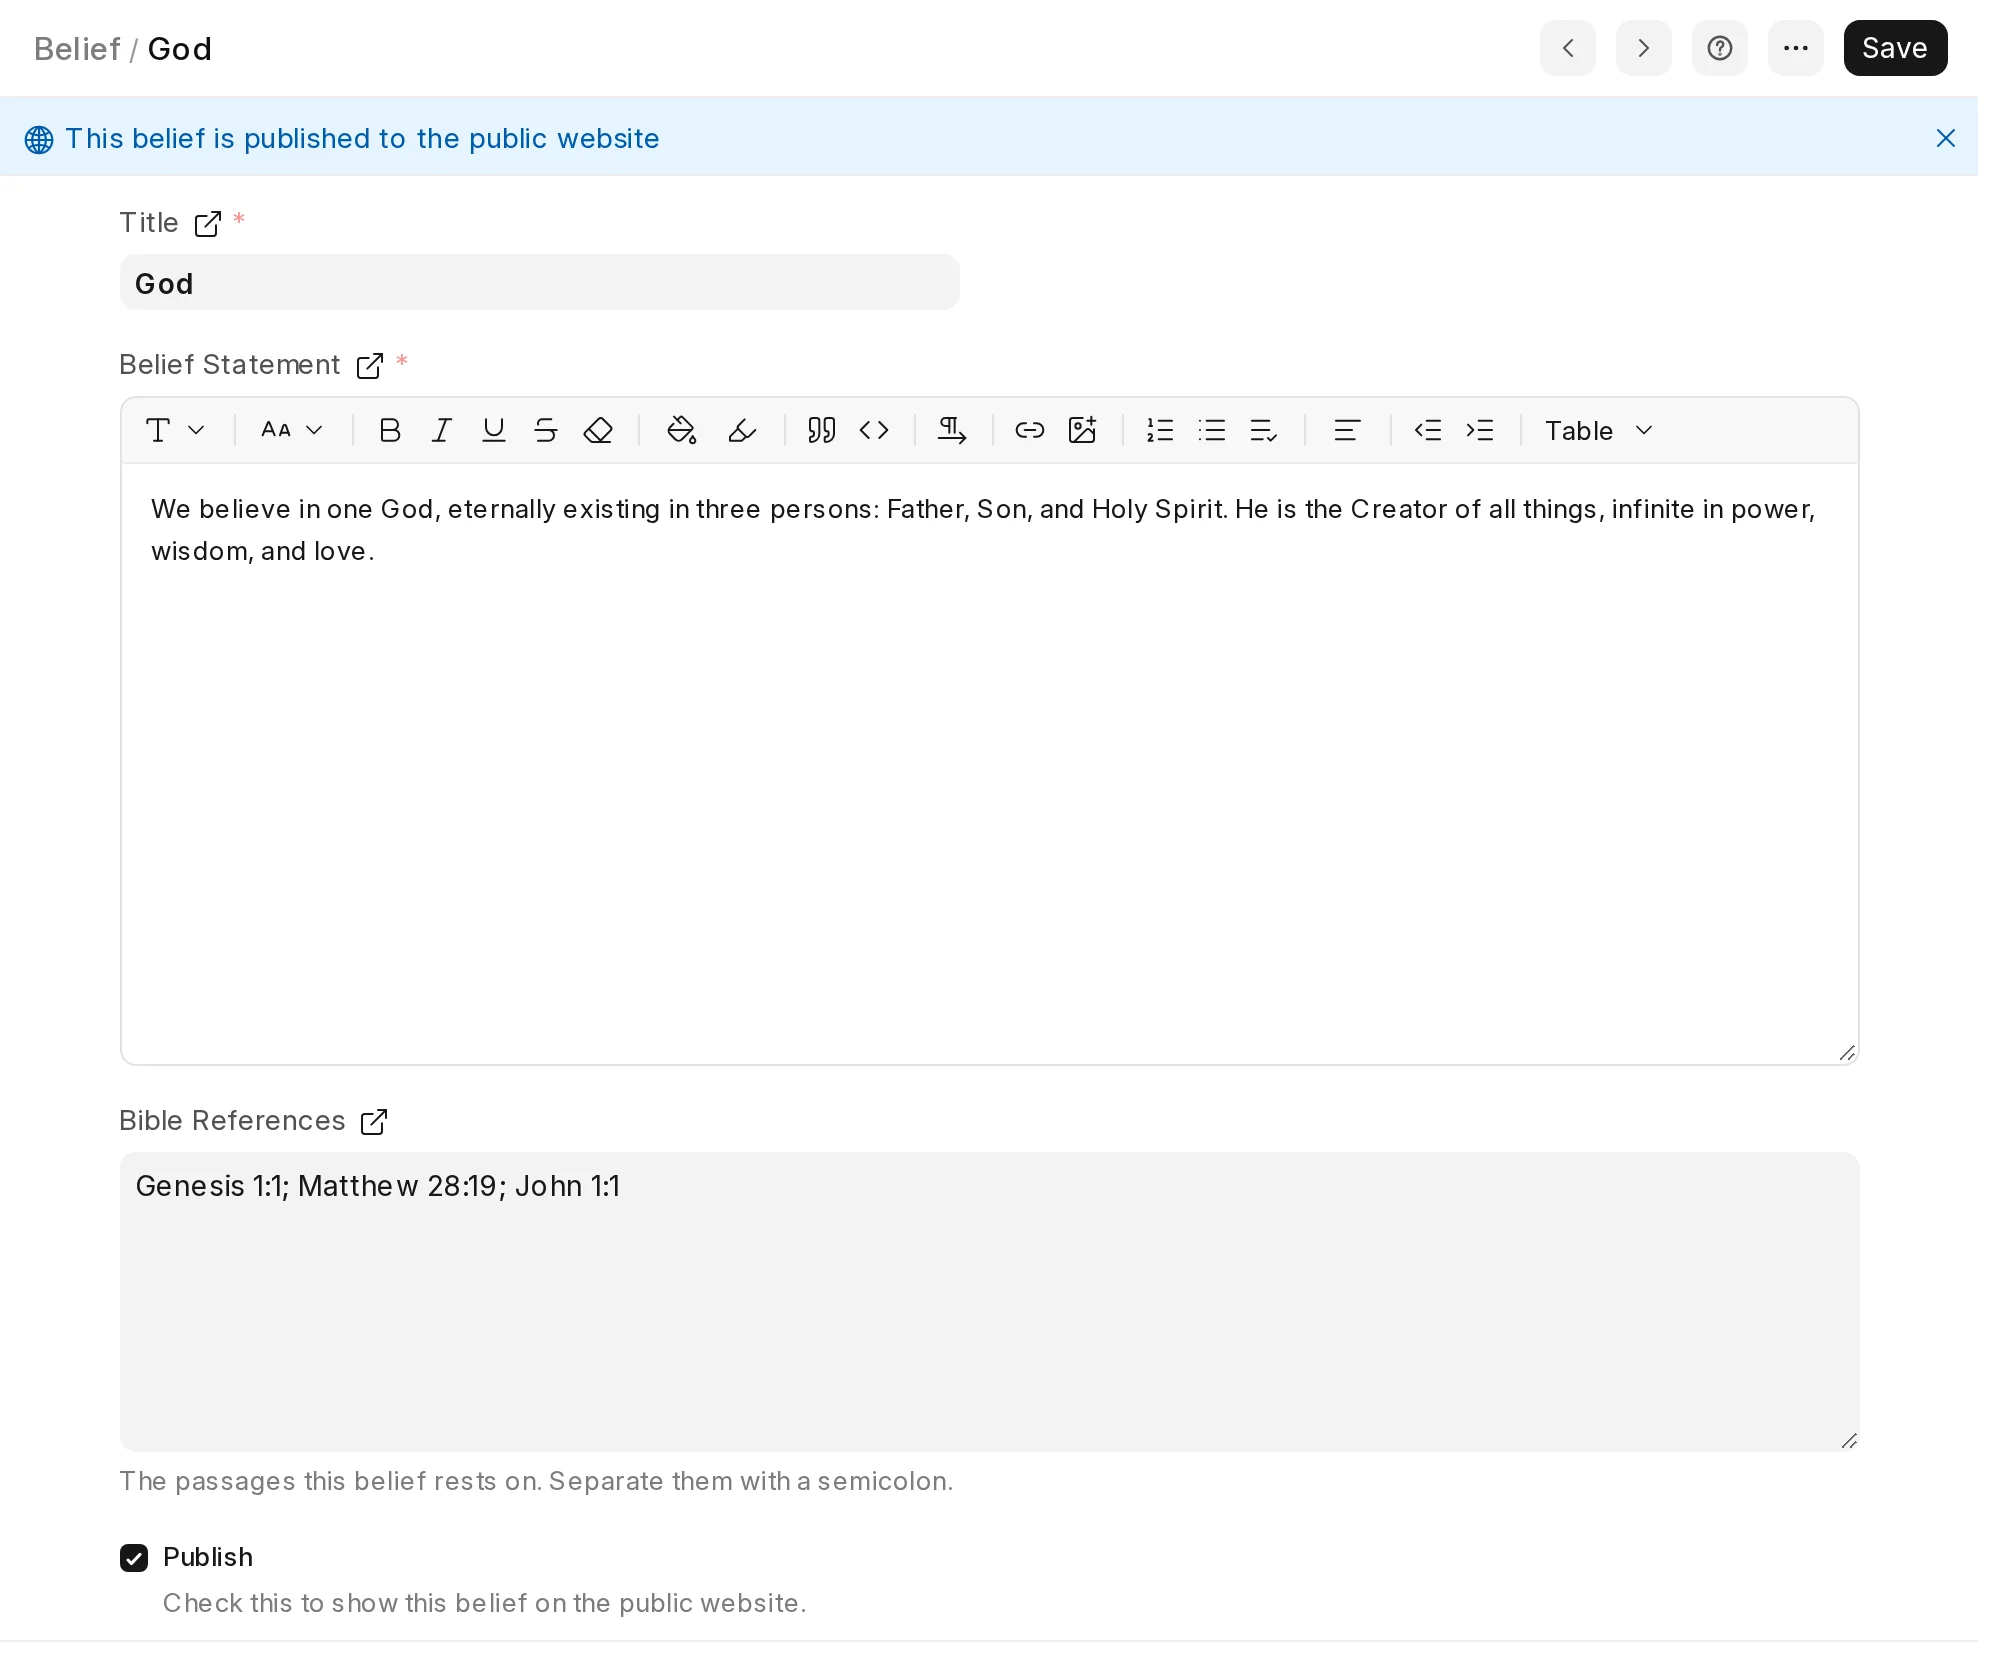 Belief / God
Save
This belief is published to the public website
Title *
God
Belief Statement *
Table
We believe in one God, eternally existing in three persons: Father, Son, and Holy Spirit. He is the Creator of all things, infinite in power,
wisdom, and love.
Bible References
Genesis 1:1; Matthew 28:19; John 1:1
The passages this belief rests on. Separate them with a semicolon.
Publish
Check this to show this belief on the public website.